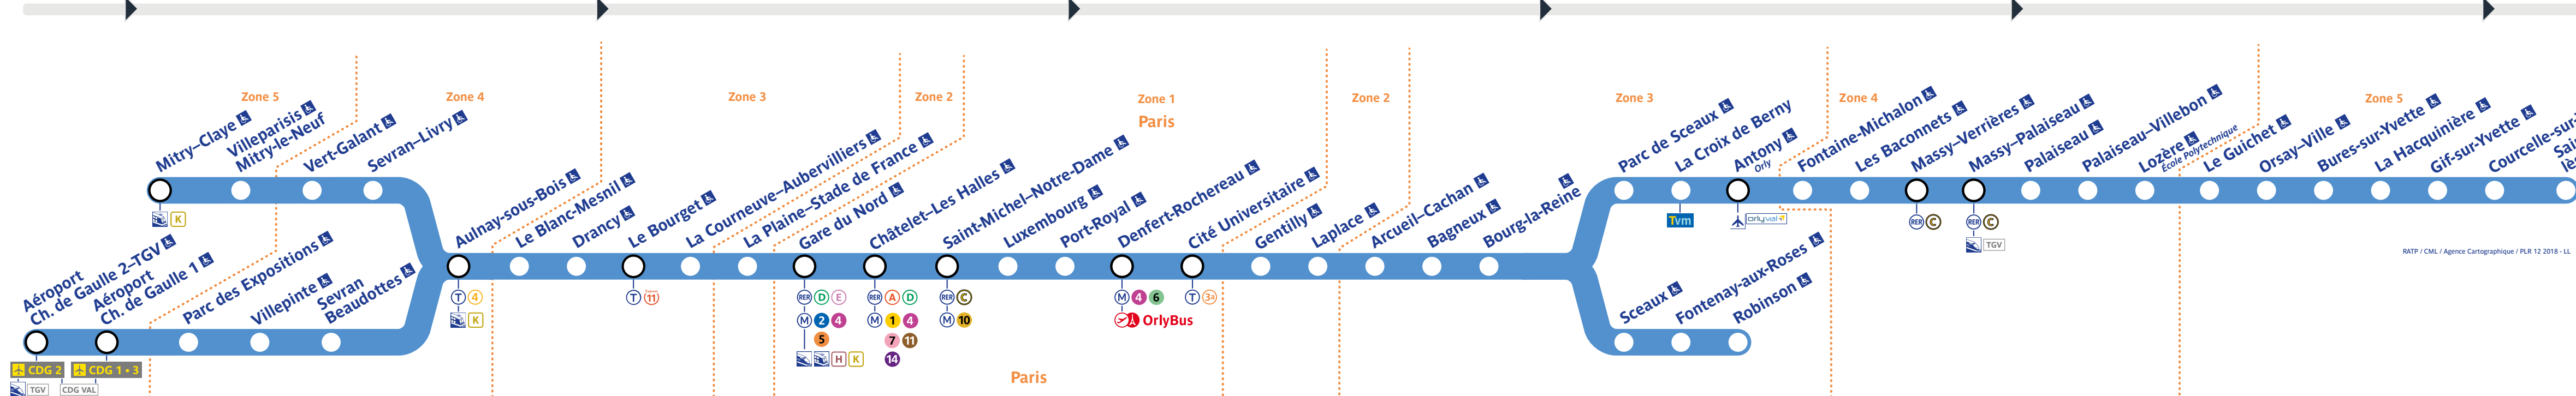 Zone 5
Zone 4
Zone 3
Zone 2
Zone 1
Paris
Zone 2
Zone 3
Zone 4
Zone 5
Mitry–Claye
Villeparisis
Mitry-le-Neuf
Vert-Galant
Sevran–Livry
K
Aéroport
Ch. de Gaulle 2–TGV
Aéroport
Ch. de Gaulle 1
Parc des Expositions
Villepinte
Sevran
Beaudottes
CDG 2
CDG 1 • 3
TGV
CDG VAL
Aulnay-sous-Bois
T 4
K
Le Blanc-Mesnil
Drancy
Le Bourget
T 11
La Courneuve–Aubervilliers
La Plaine–Stade de France
Gare du Nord
RER D E
M 2 4
5
H K
Châtelet–Les Halles
RER A D
M 1 4
7 11
14
Saint-Michel–Notre-Dame
RER C
M 10
Luxembourg
Port-Royal
Denfert-Rochereau
M 4 6
OrlyBus
Cité Universitaire
T 3a
Gentilly
Laplace
Arcueil–Cachan
Bagneux
Bourg-la-Reine
Parc de Sceaux
La Croix de Berny
Tvm
Antony
Orly
orlyval
Fontaine-Michalon
Les Baconnets
Massy–Verrières
RER C
Massy–Palaiseau
RER C
TGV
Palaiseau
Palaiseau–Villebon
Lozère
École Polytechnique
Le Guichet
Orsay–Ville
Bures-sur-Yvette
La Hacquinière
Gif-sur-Yvette
Courcelle-sur-
Sceaux
Fontenay-aux-Roses
Robinson
Paris
RATP / CML / Agence Cartographique / PLR 12 2018 - LL